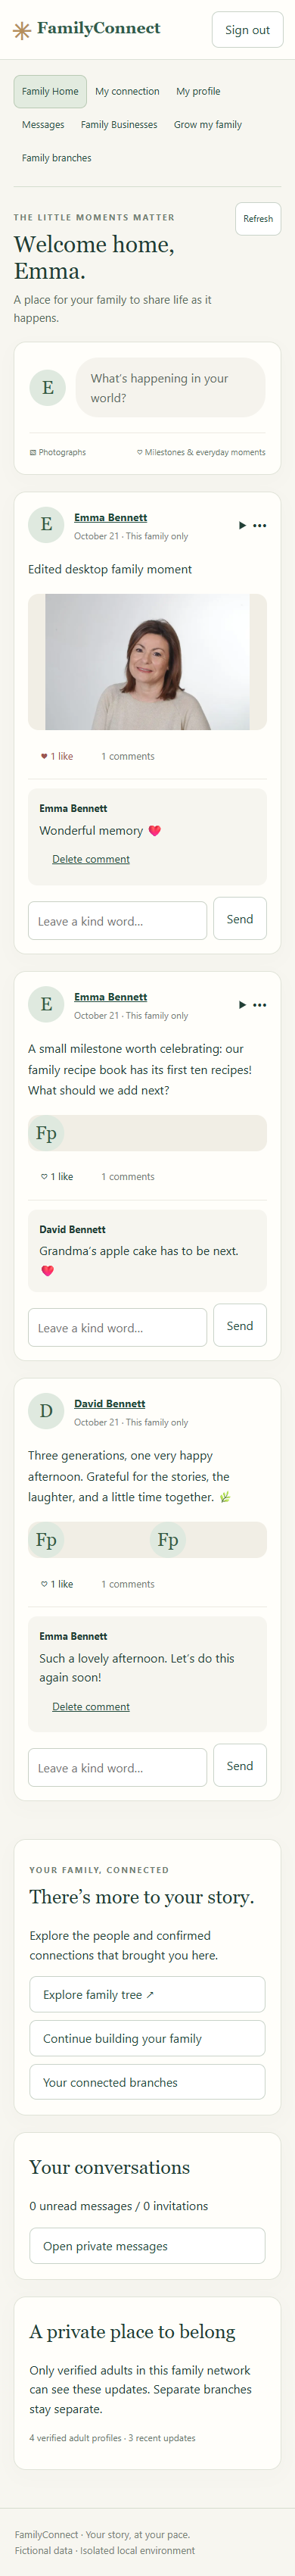 FamilyConnect
Sign out
Family Home
My connection
My profile
Messages
Family Businesses
Grow my family
Family branches
THE LITTLE MOMENTS MATTER
Refresh
Welcome home,
Emma.
A place for your family to share life as it
happens.
E
What's happening in your
world?
Photographs
Milestones & everyday moments
E
Emma Bennett
October 21 · This family only
Edited desktop family moment
1 like
1 comments
Emma Bennett
Wonderful memory
Delete comment
Leave a kind word...
Send
E
Emma Bennett
October 21 · This family only
A small milestone worth celebrating: our
family recipe book has its first ten recipes!
What should we add next?
Fp
1 like
1 comments
David Bennett
Grandma's apple cake has to be next.
Leave a kind word...
Send
D
David Bennett
October 21 · This family only
Three generations, one very happy
afternoon. Grateful for the stories, the
laughter, and a little time together.
Fp
Fp
1 like
1 comments
Emma Bennett
Such a lovely afternoon. Let's do this
again soon!
Delete comment
Leave a kind word...
Send
YOUR FAMILY, CONNECTED
There's more to your story.
Explore the people and confirmed
connections that brought you here.
Explore family tree ↗
Continue building your family
Your connected branches
Your conversations
0 unread messages / 0 invitations
Open private messages
A private place to belong
Only verified adults in this family network
can see these updates. Separate branches
stay separate.
4 verified adult profiles · 3 recent updates
FamilyConnect · Your story, at your pace.
Fictional data · Isolated local environment